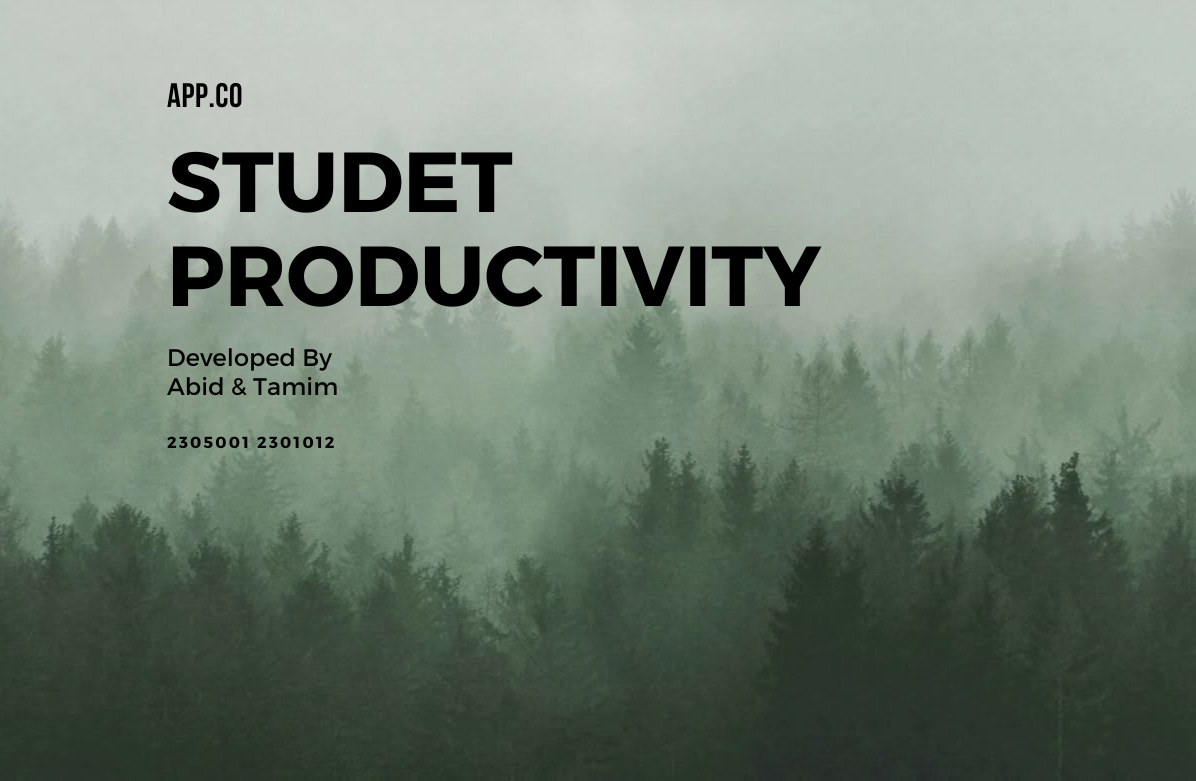 APP.CO
STUDET
PRODUCTIVITY
Developed By
Abid & Tamim
2305001 2301012